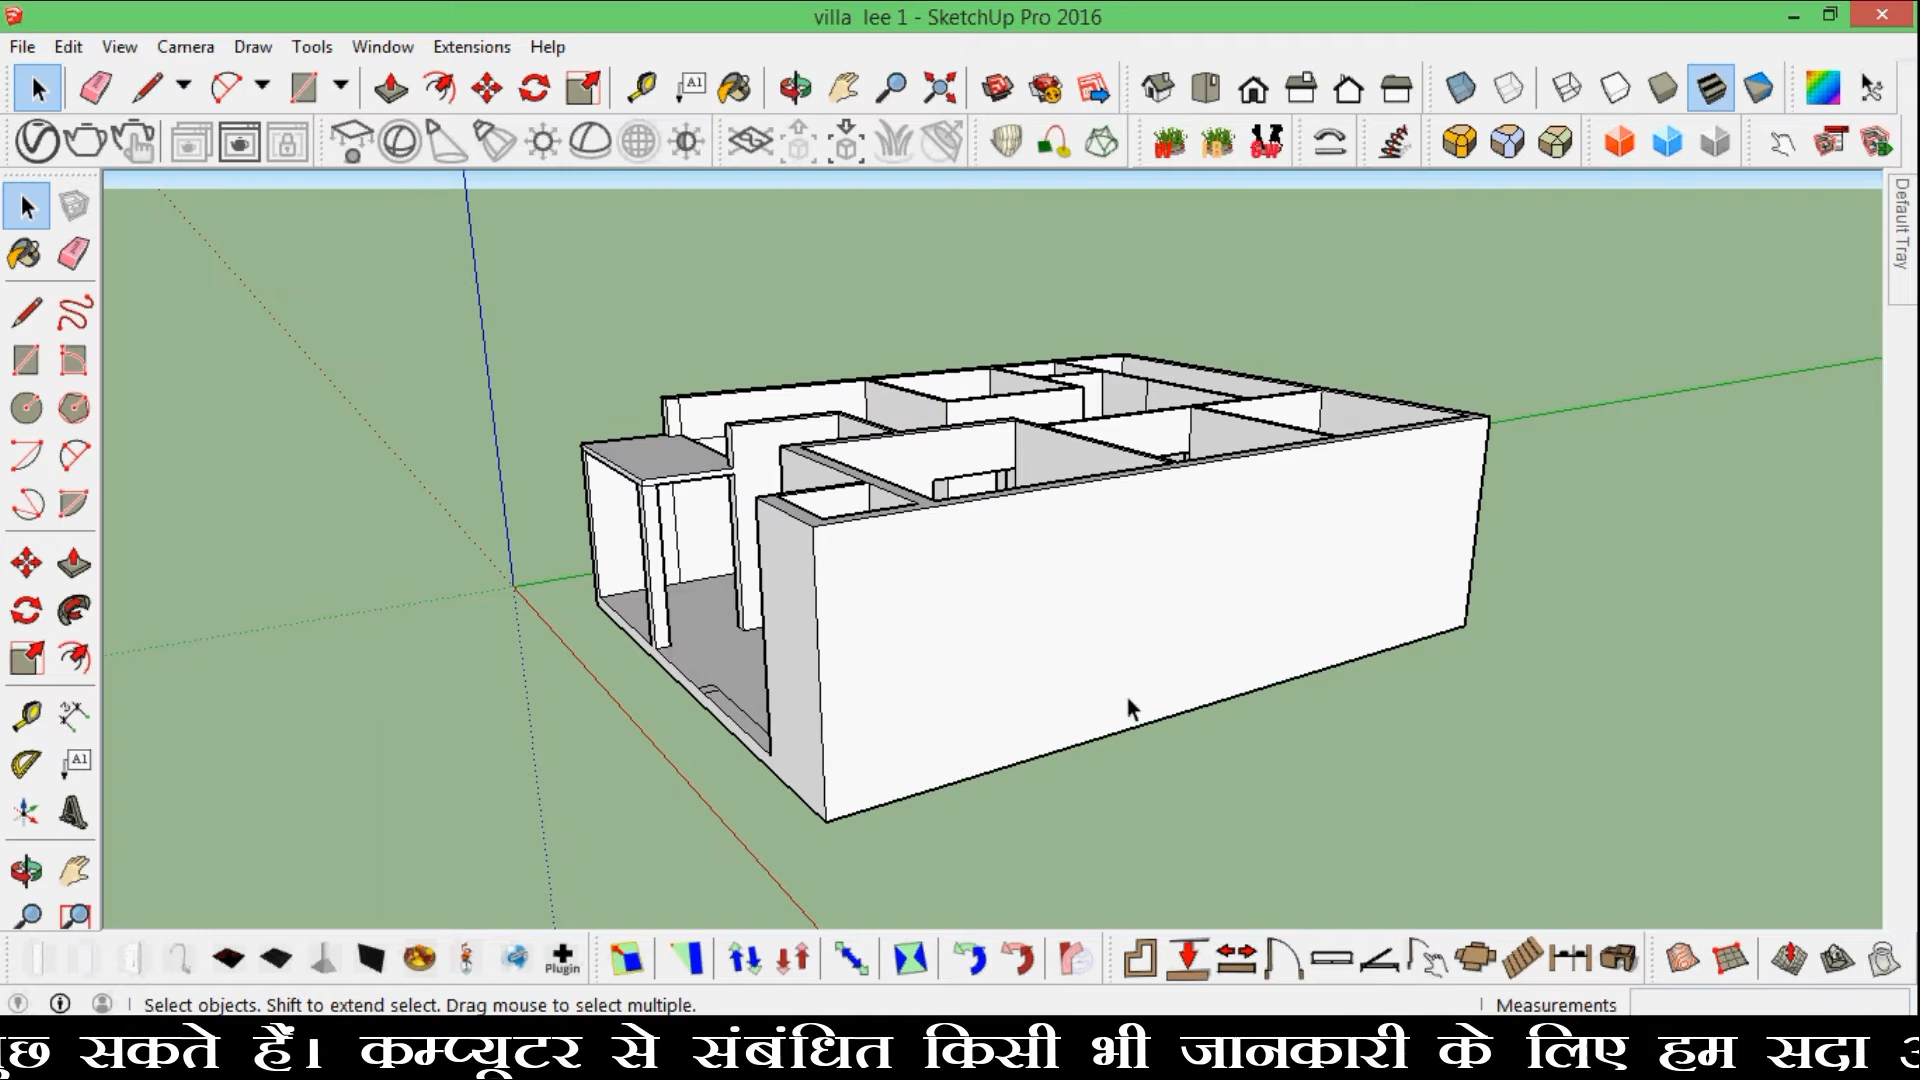 villa lee 1 - SketchUp Pro 2016
File Edit View Camera Draw Tools Window Extensions Help
Default Tray
Plugin
Select objects. Shift to extend select. Drag mouse to select multiple.
Measurements
सकते हैं। कम्प्यूटर से संबंधित किसी भी जानकारी के लिए हम सदा